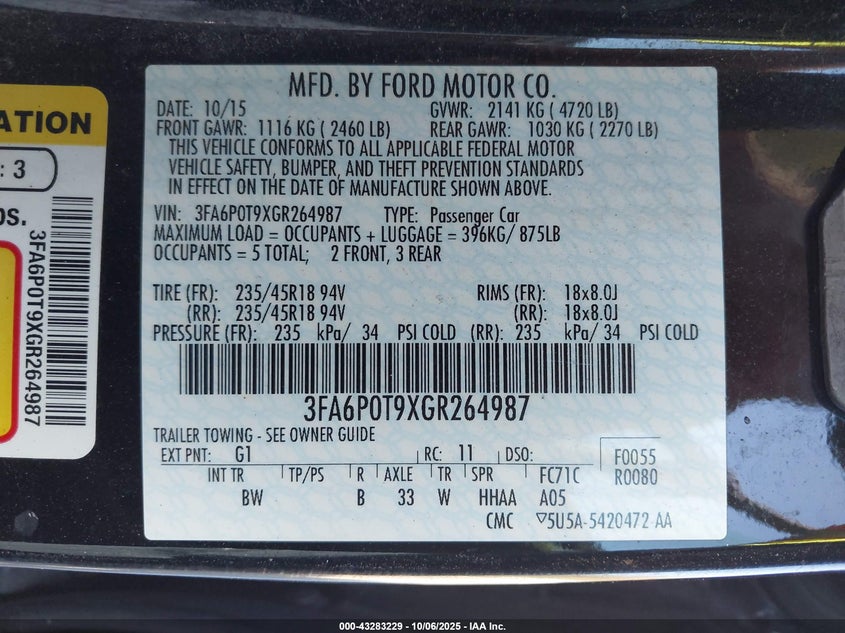 MFD. BY FORD MOTOR CO.
DATE: 10/15 GVWR: 2141 KG ( 4720 LB)
FRONT GAWR: 1116 KG ( 2460 LB) REAR GAWR: 1030 KG ( 2270 LB)
THIS VEHICLE CONFORMS TO ALL APPLICABLE FEDERAL MOTOR
VEHICLE SAFETY, BUMPER, AND THEFT PREVENTION STANDARDS
IN EFFECT ON THE DATE OF MANUFACTURE SHOWN ABOVE.
VIN: 3FA6P0T9XGR264987 TYPE: Passenger Car
MAXIMUM LOAD = OCCUPANTS + LUGGAGE = 396KG/ 875LB
OCCUPANTS = 5 TOTAL; 2 FRONT, 3 REAR
TIRE (FR): 235/45R18 94V RIMS (FR): 18x8.0J
(RR): 235/45R18 94V (RR): 18x8.0J
PRESSURE (FR): 235 kPa/ 34 PSI COLD (RR): 235 kPa/ 34 PSI COLD
3FA6P0T9XGR264987
TRAILER TOWING - SEE OWNER GUIDE
EXT PNT: G1 RC: 11 DSO: F0055
INT TR TP/PS R AXLE TR SPR FC71C R0080
BW B 33 W HHAA A05
CMC ▽5U5A-5420472-AA
ATION
: 3
OS.
3FA6P0T9XGR264987
000-43283229 - 10/06/2025 - IAA Inc.